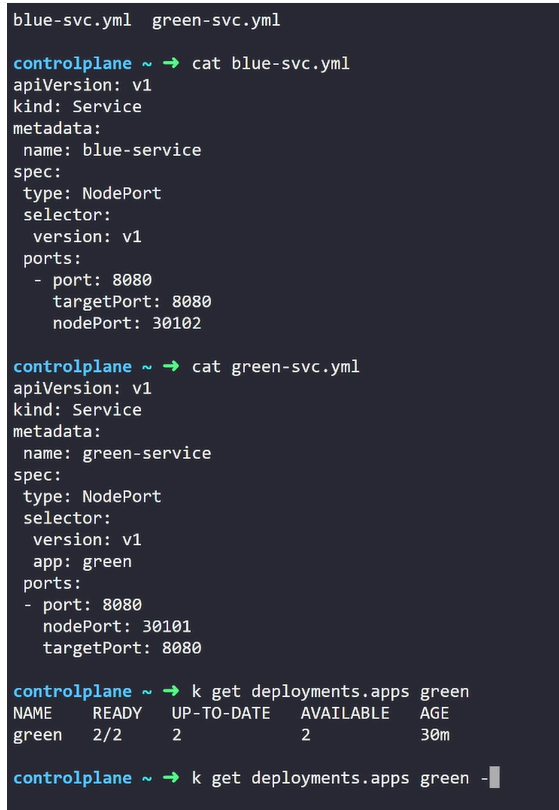 blue-svc.yml  green-svc.yml
controlplane ~ ➜ cat blue-svc.yml
apiVersion: v1
kind: Service
metadata:
 name: blue-service
spec:
 type: NodePort
 selector:
  version: v1
 ports:
  - port: 8080
    targetPort: 8080
    nodePort: 30102
controlplane ~ ➜ cat green-svc.yml
apiVersion: v1
kind: Service
metadata:
 name: green-service
spec:
 type: NodePort
 selector:
  version: v1
  app: green
 ports:
 - port: 8080
   nodePort: 30101
   targetPort: 8080
controlplane ~ ➜ k get deployments.apps green
NAME    READY   UP-TO-DATE   AVAILABLE   AGE
green   2/2     2            2           30m
controlplane ~ ➜ k get deployments.apps green -